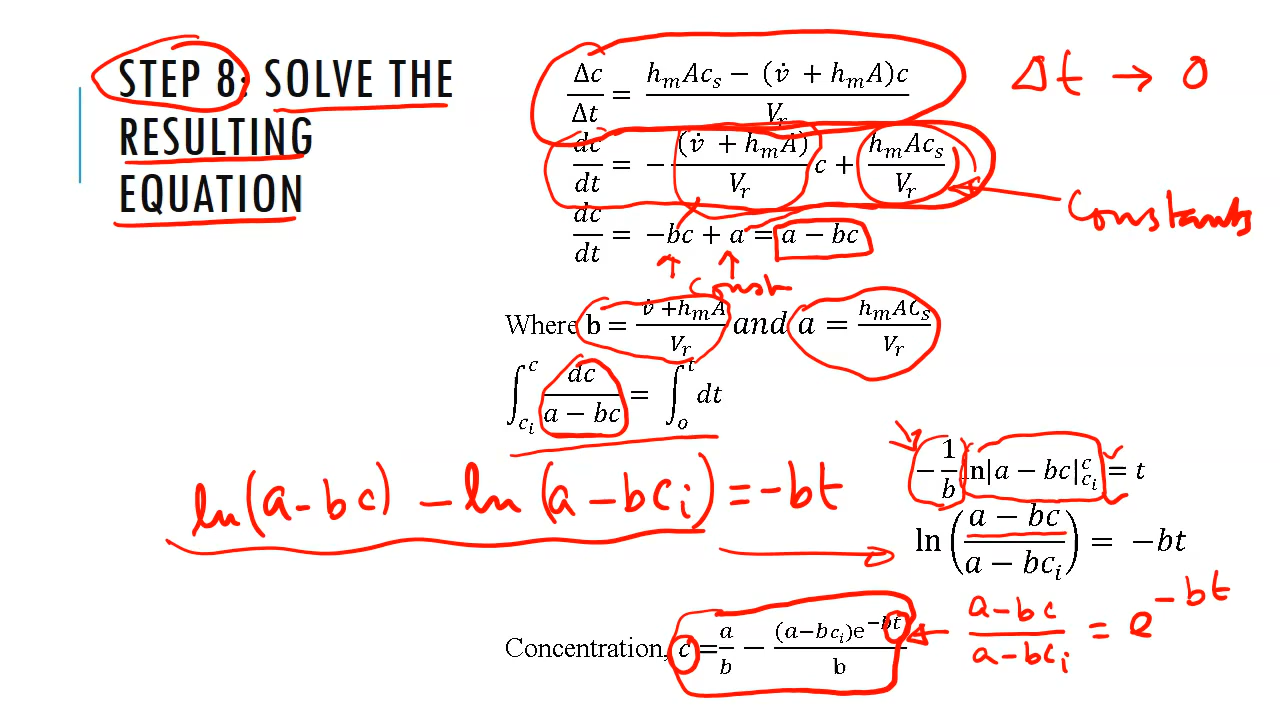 STEP 8: SOLVE THE
RESULTING
EQUATION
Δc/Δt = (h_m A c_s − (v̇ + h_m A)c)/V_r
Δt → 0
dc/dt = − ((v̇ + h_m A)/V_r) c + (h_m A c_s)/V_r
Constants
dc/dt = −bc + a = a − bc
const
Where b = (v̇ + h_m A)/V_r and a = (h_m A C_s)/V_r
∫_{c_i}^{c} dc/(a − bc) = ∫_o^t dt
−(1/b) ln|a − bc|_{c_i}^{c} = t
ln(a − bc) − ln(a − bc_i) = −bt
ln((a − bc)/(a − bc_i)) = −bt
(a − bc)/(a − bc_i) = e^{−bt}
Concentration, c = a/b − ((a−bc_i)e^{−bt})/b